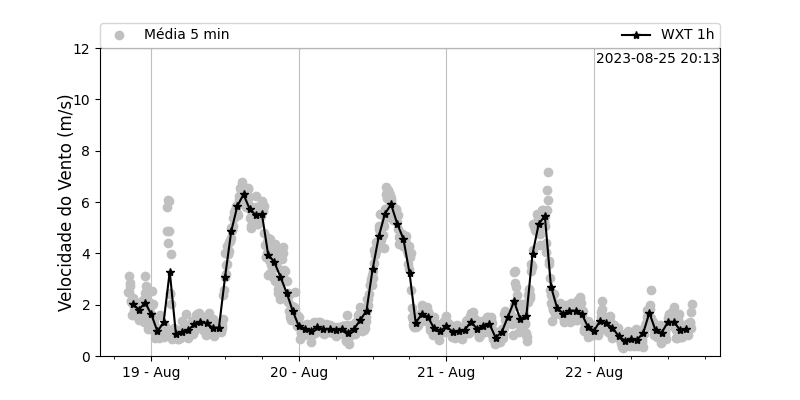 Média 5 min
WXT 1h
2023-08-25 20:13
Velocidade do Vento (m/s)
12
10
8
6
4
2
0
19 - Aug
20 - Aug
21 - Aug
22 - Aug